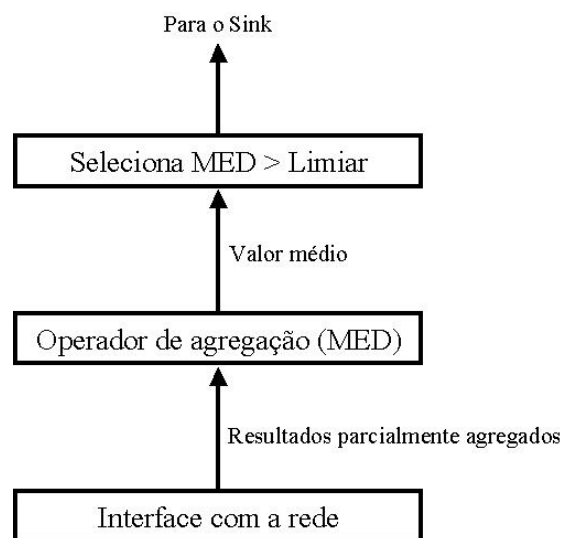 Para o Sink
Seleciona MED > Limiar
Valor médio
Operador de agregação (MED)
Resultados parcialmente agregados
Interface com a rede